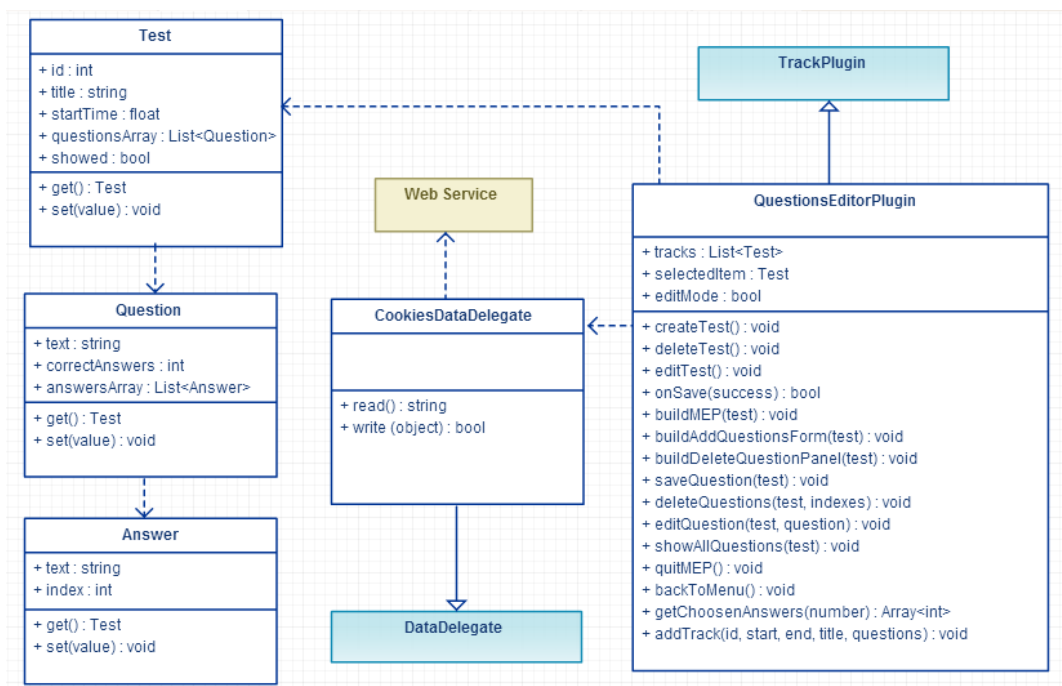 Test
+ id : int
+ title : string
+ startTime : float
+ questionsArray : List<Question>
+ showed : bool
+ get() : Test
+ set(value) : void
Question
+ text : string
+ correctAnswers : int
+ answersArray : List<Answer>
+ get() : Test
+ set(value) : void
Answer
+ text : string
+ index : int
+ get() : Test
+ set(value) : void
Web Service
CookiesDataDelegate
+ read() : string
+ write (object) : bool
DataDelegate
TrackPlugin
QuestionsEditorPlugin
+ tracks : List<Test>
+ selectedItem : Test
+ editMode : bool
+ createTest() : void
+ deleteTest() : void
+ editTest() : void
+ onSave(success) : bool
+ buildMEP(test) : void
+ buildAddQuestionsForm(test) : void
+ buildDeleteQuestionPanel(test) : void
+ saveQuestion(test) : void
+ deleteQuestions(test, indexes) : void
+ editQuestion(test, question) : void
+ showAllQuestions(test) : void
+ quitMEP() : void
+ backToMenu() : void
+ getChoosenAnswers(number) : Array<int>
+ addTrack(id, start, end, title, questions) : void